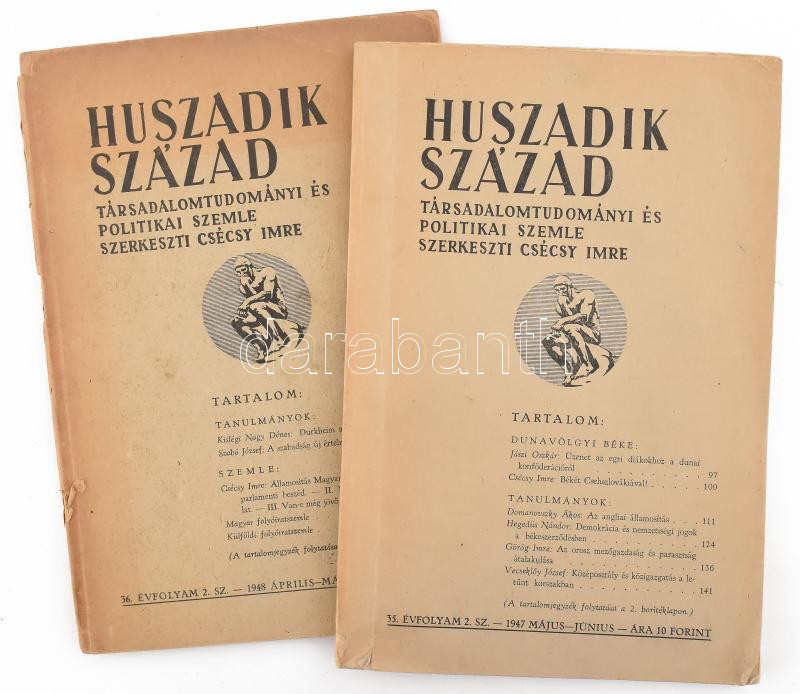 HUSZADIK
SZÁZAD
TÁRSADALOMTUDOMÁNYI ÉS
POLITIKAI SZEMLE
SZERKESZTI CSÉCSY IMRE
TARTALOM:
TANULMÁNYOK:
Kislégi Nagy Dénes: Durkheim
Szabó József: A szabadság új
SZEMLE:
Csécsy Imre: Államosítás
parlamenti beszéd. — II.
lat. — III. Van-e még
Magyar folyóiratszemle
Külföldi folyóiratszemle
(A tartalomjegyzék folytatása
36. ÉVFOLYAM 2. SZ. — 1948 ÁPRILIS—
HUSZADIK
SZÁZAD
TÁRSADALOMTUDOMÁNYI ÉS
POLITIKAI SZEMLE
SZERKESZTI CSÉCSY IMRE
TARTALOM:
DUNAVÖLGYI BÉKE:
Jászi Oszkár: Üzenet az egri diákokhoz a dunai
konföderációról . . . . . . . . . . 97
Csécsy Imre: Békét Csehszlovákiával! . . . . . 100
TANULMÁNYOK:
Domanovszky Ákos: Az angliai államosítás . . . 111
Hegedüs Nándor: Demokrácia és nemzetiségi jogok
a békeszerződésben . . . . . . . . 124
Görög Imre: Az orosz mezőgazdaság és parasztság
átalakulása . . . . . . . . . . . 136
Vecseklőy József: Középosztály és közigazgatás a le-
tűnt korszakban . . . . . . . . . 141
(A tartalomjegyzék folytatása a 2. borítéklapon.)
35. ÉVFOLYAM 2. SZ. — 1947 MÁJUS—JÚNIUS — ÁRA 10 FORINT
darabanth